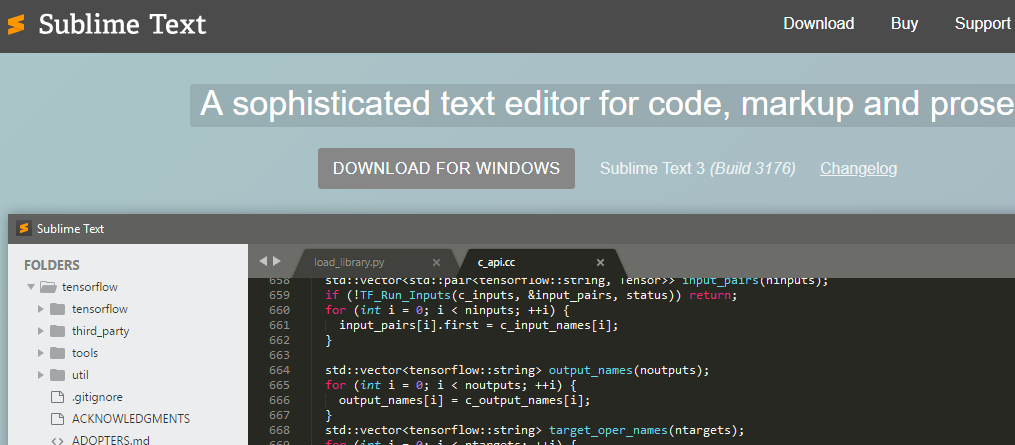 Sublime Text
Download Buy Support
A sophisticated text editor for code, markup and prose
DOWNLOAD FOR WINDOWS Sublime Text 3 (Build 3176) Changelog
Sublime Text
FOLDERS
tensorflow
tensorflow
third_party
tools
util
.gitignore
ACKNOWLEDGMENTS
ADOPTERS.md
load_library.py c_api.cc
658 std::vector<std::pair<tensorflow::string, Tensor>> input_pairs(ninputs);
659 if (!TF_Run_Inputs(c_inputs, &input_pairs, status)) return;
660 for (int i = 0; i < ninputs; ++i) {
661 input_pairs[i].first = c_input_names[i];
662 }
663
664 std::vector<tensorflow::string> output_names(noutputs);
665 for (int i = 0; i < noutputs; ++i) {
666 output_names[i] = c_output_names[i];
667 }
668 std::vector<tensorflow::string> target_oper_names(ntargets);
669 for (int i = 0; i < ntargets; ++i) {